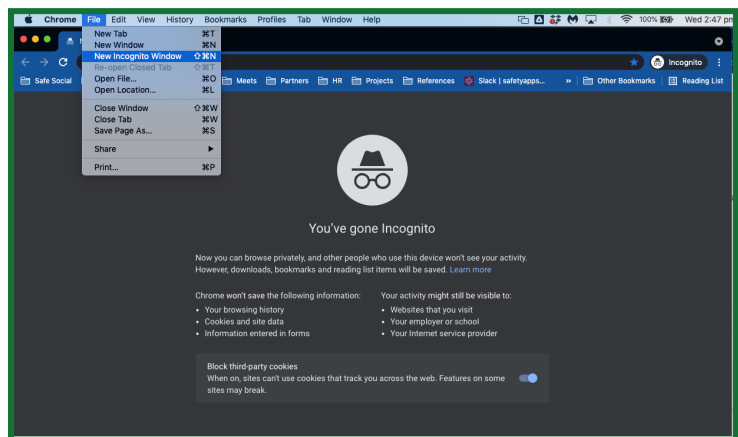 Chrome File Edit View History Bookmarks Profiles Tab Window Help 100% Wed 2:47 pm
New Tab ⌘T
New Window ⌘N
New Incognito Window ⇧⌘N
Re-open Closed Tab ⇧⌘T
Open File... ⌘O
Open Location... ⌘L
Close Window ⇧⌘W
Close Tab ⌘W
Save Page As... ⌘S
Share ▶
Print... ⌘P
Incognito
Safe Social Meets Partners HR Projects References Slack | safetyapps... » Other Bookmarks Reading List
You've gone Incognito
Now you can browse privately, and other people who use this device won't see your activity.
However, downloads, bookmarks and reading list items will be saved. Learn more
Chrome won't save the following information:
• Your browsing history
• Cookies and site data
• Information entered in forms
Your activity might still be visible to:
• Websites that you visit
• Your employer or school
• Your Internet service provider
Block third-party cookies
When on, sites can't use cookies that track you across the web. Features on some
sites may break.